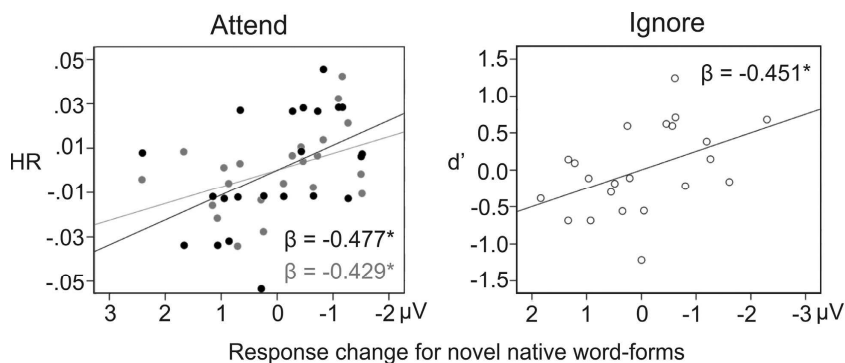 Attend
.05
.03
.01
-.01
-.03
-.05
HR
β = -0.477*
β = -0.429*
3 2 1 0 -1 -2 µV
Ignore
1.5
1.0
0.5
0.0
-0.5
-1.0
-1.5
d'
β = -0.451*
2 1 0 -1 -2 -3 µV
Response change for novel native word-forms